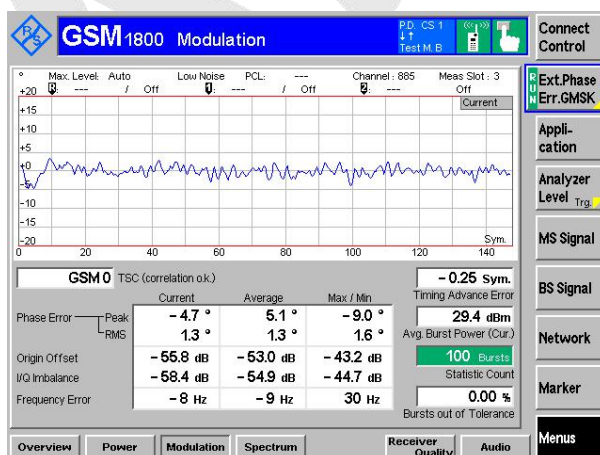 GSM 1800 Modulation
P.D. CS 1
Test M. B
Connect Control
° Max. Level: Auto Low Noise PCL: --- Channel : 885 Meas Slot : 3
+20 --- / Off --- / Off --- Off
Current
+15
+10
+5
+0
-5
-10
-15
-20
Sym.
0 20 40 60 80 100 120 140
RUN
Ext.Phase Err.GMSK
Appli-cation
Analyzer Level Trg.
MS Signal
BS Signal
Network
Marker
Menus
GSM 0 TSC (correlation o.k.)
- 0.25 Sym.
Timing Advance Error
Current Average Max / Min
Phase Error Peak - 4.7 ° 5.1 ° - 9.0 °
RMS 1.3 ° 1.3 ° 1.6 °
29.4 dBm
Avg. Burst Power (Cur.)
Origin Offset - 55.8 dB - 53.0 dB - 43.2 dB
I/Q Imbalance - 58.4 dB - 54.9 dB - 44.7 dB
Frequency Error - 8 Hz - 9 Hz 30 Hz
100 Bursts
Statistic Count
0.00 %
Bursts out of Tolerance
Overview Power Modulation Spectrum Receiver Quality Audio